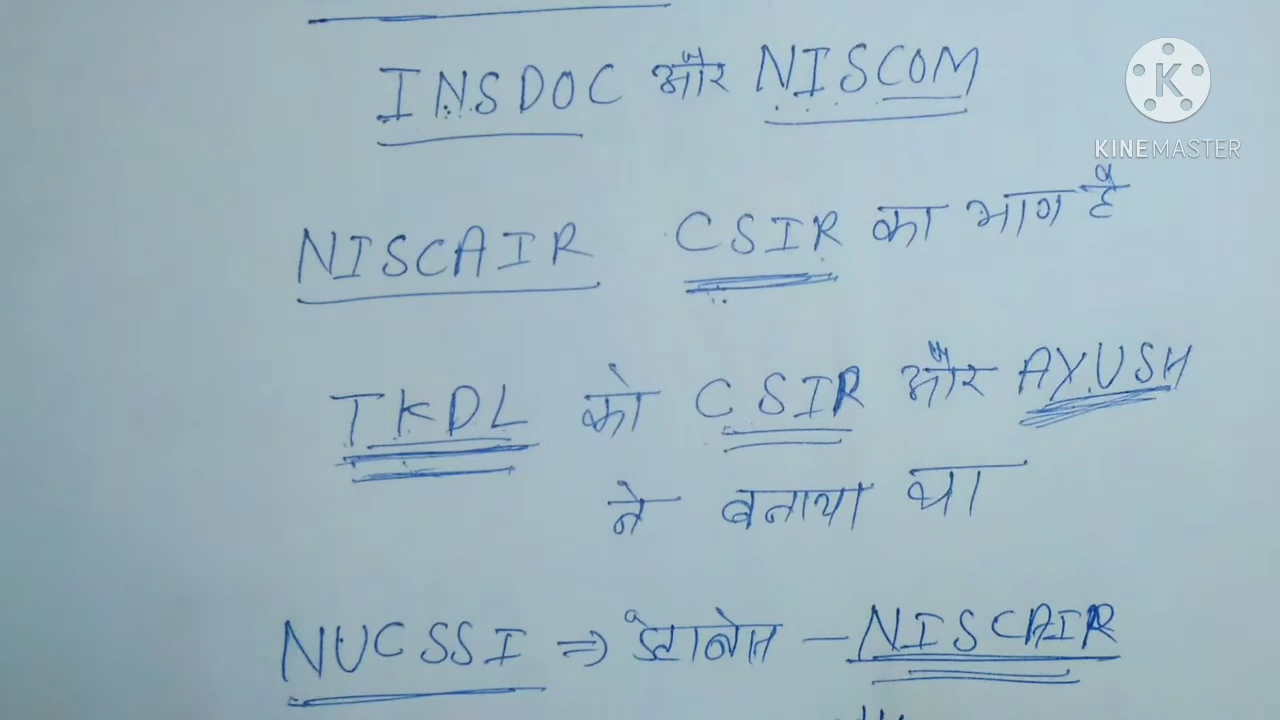 INSDOC और NISCOM
K
KINEMASTER
NISCAIR CSIR का भाग है
TKDL को CSIR और AYUSH
ने बनाया था
NUCSSI ⇒ डेटाबेस – NISCAIR